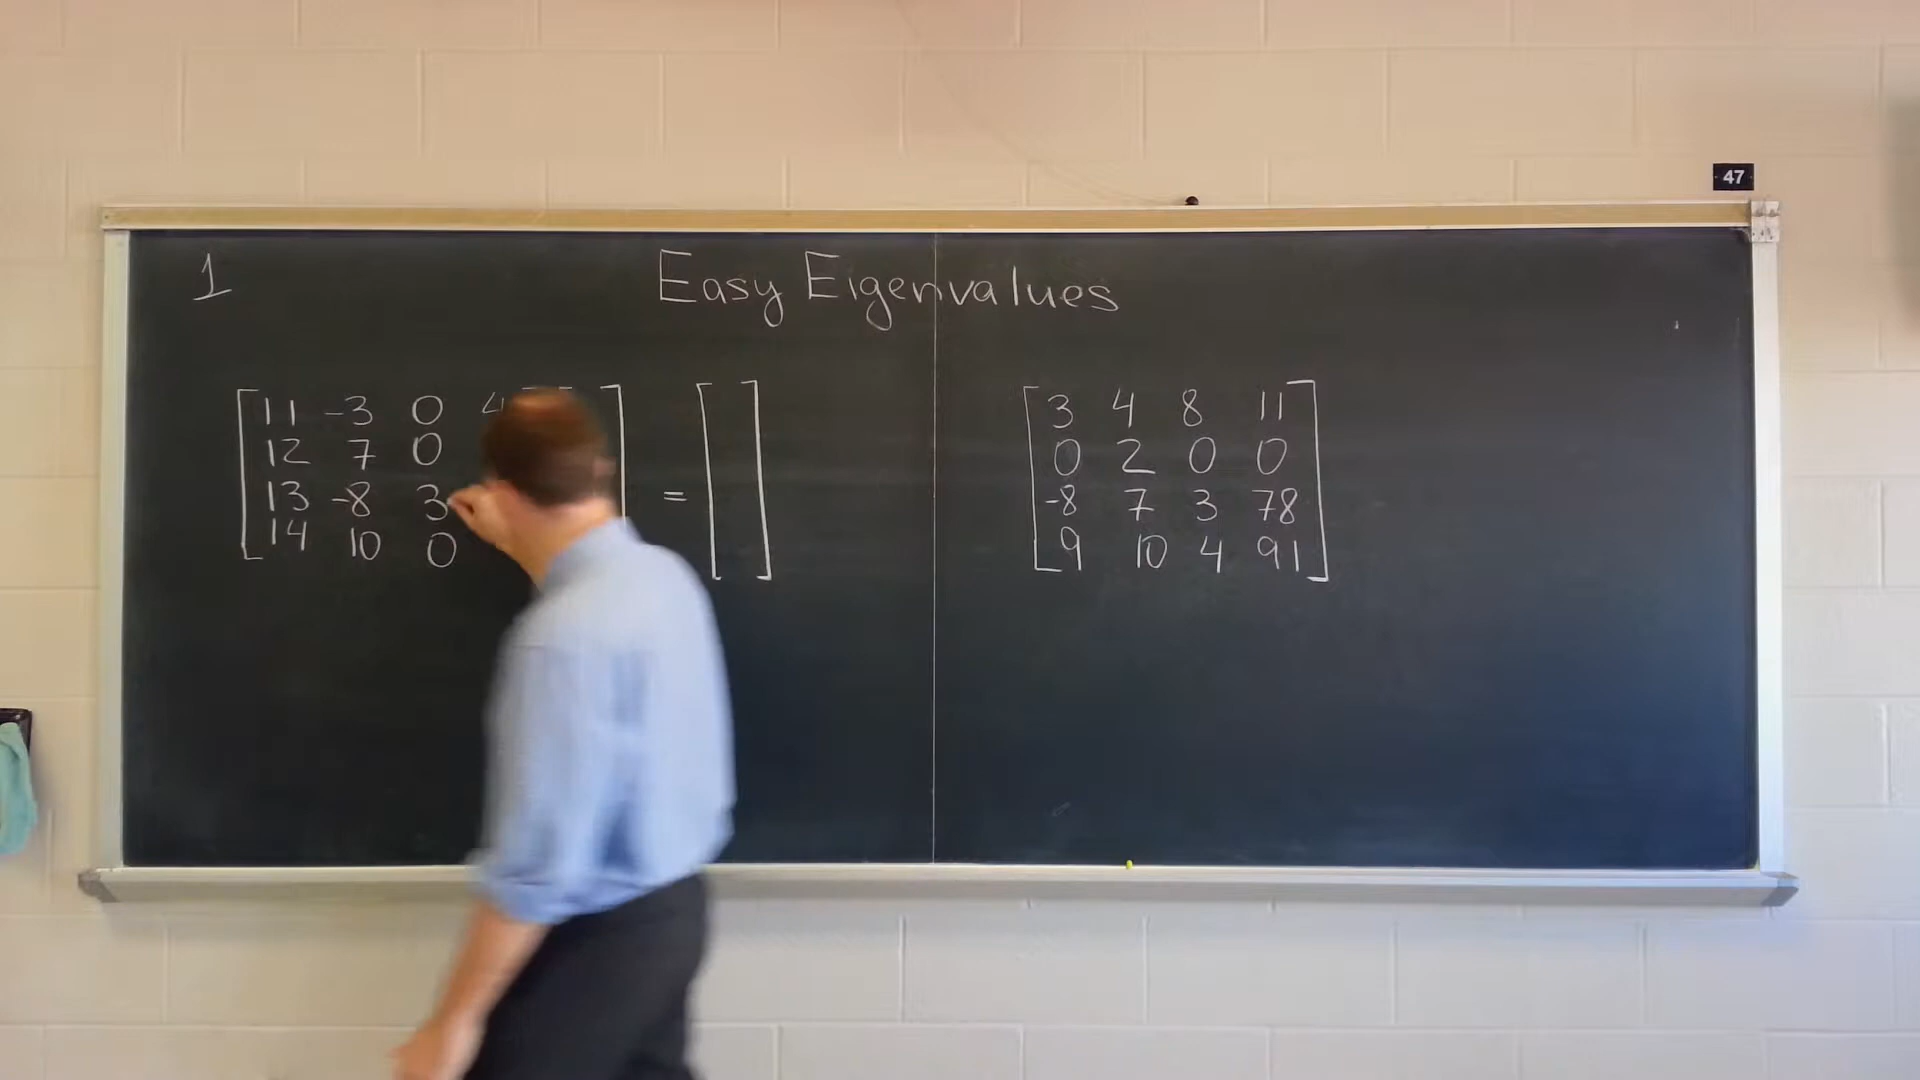 47
1 Easy Eigenvalues
11 -3 0 4
12 7 0
13 -8 3
14 10 0
=
3 4 8 11
0 2 0 0
-8 7 3 78
9 10 4 91